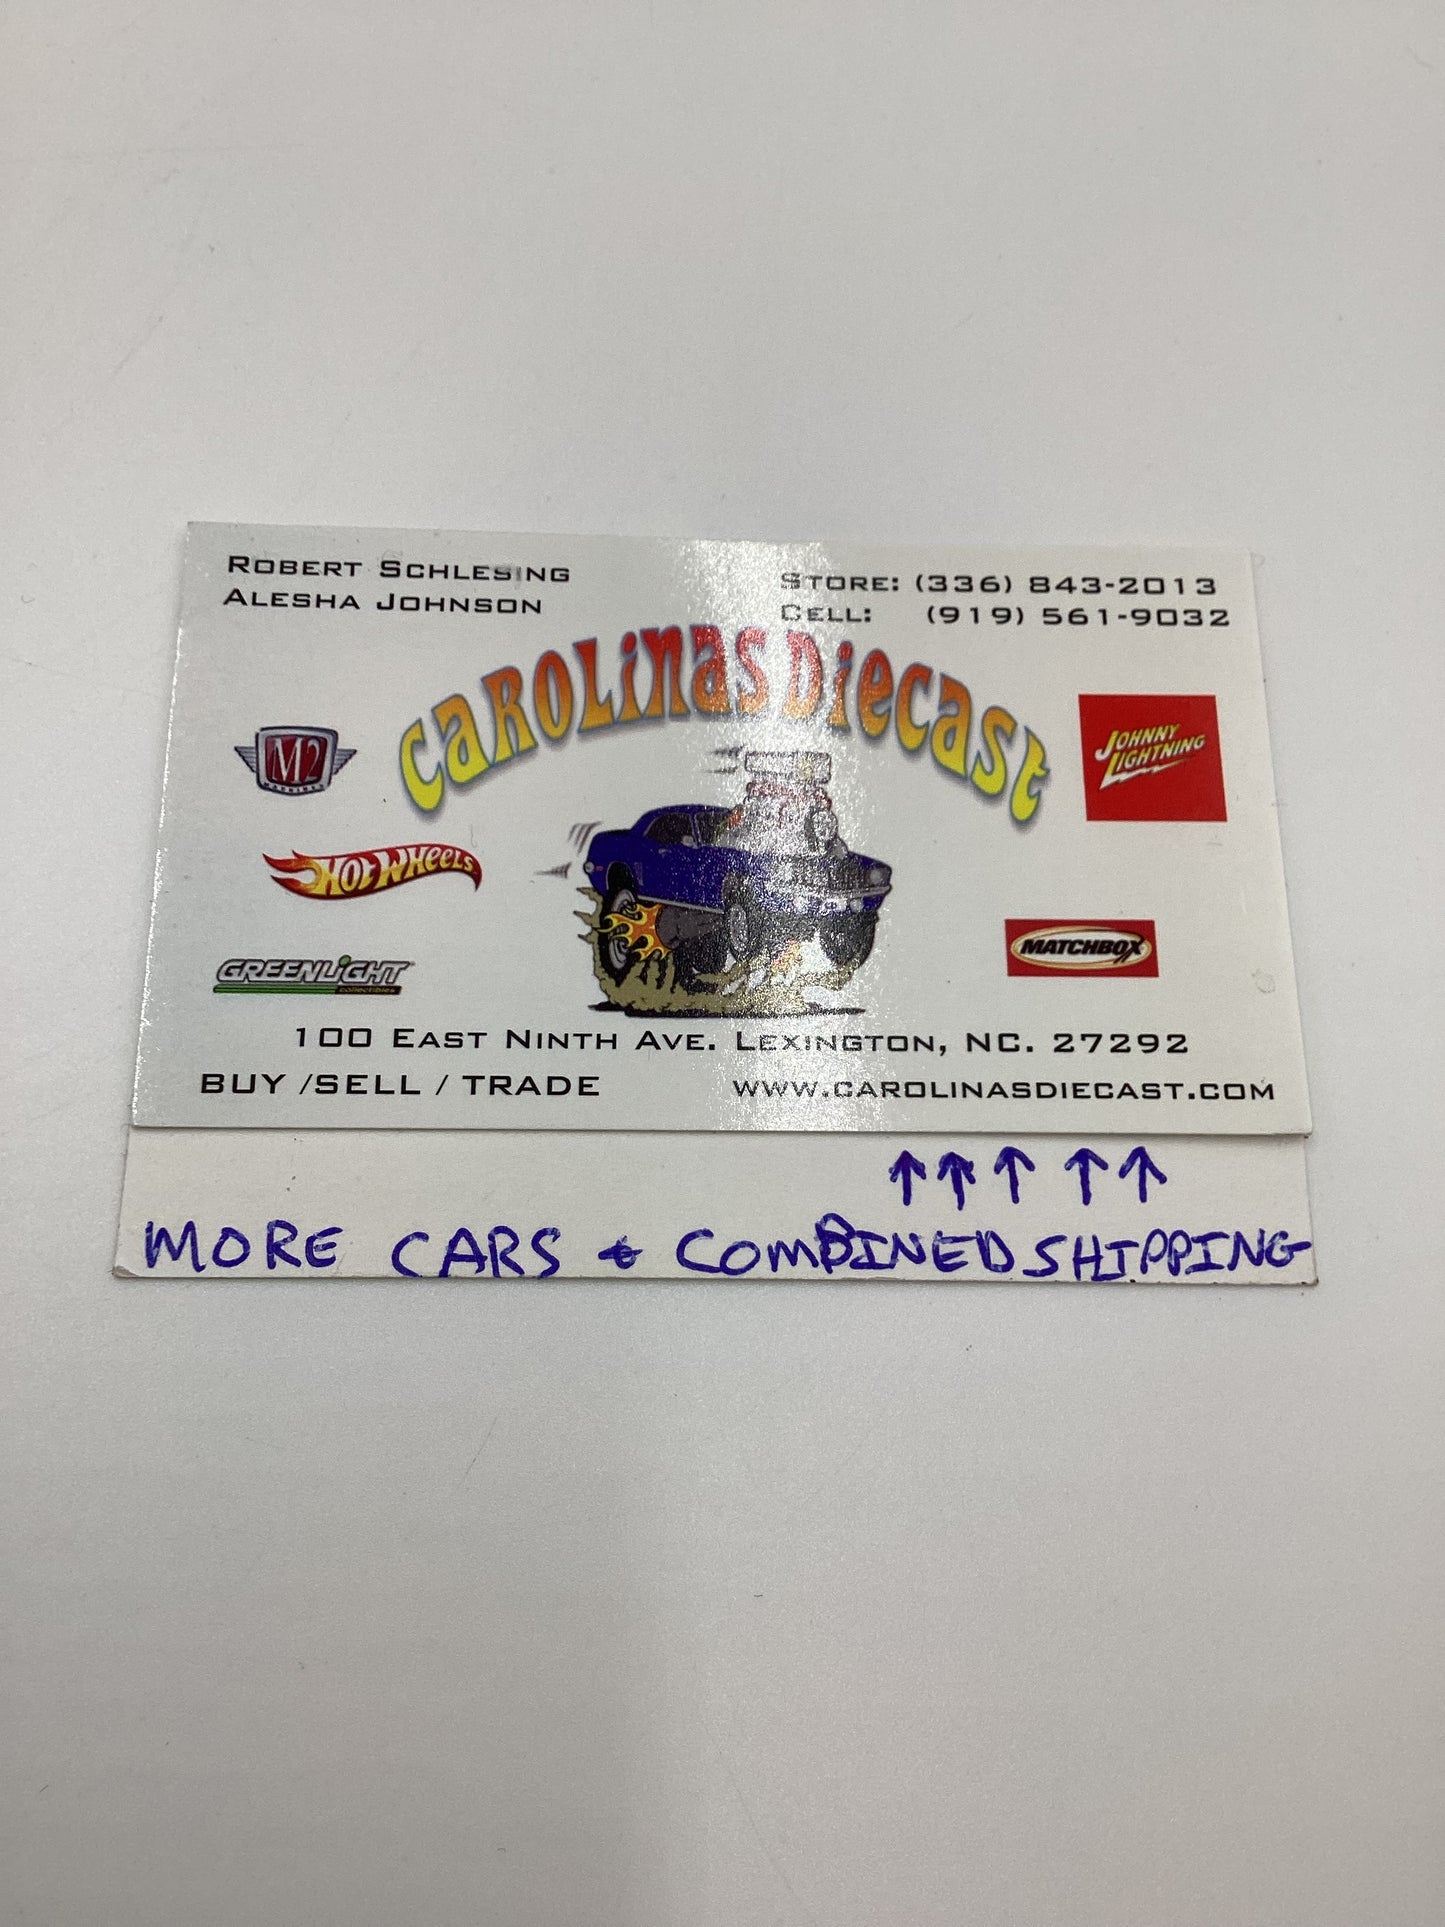 Robert Schlesing
Alesha Johnson
Store: (336) 843-2013
Cell: (919) 561-9032
Carolinas Diecast
M2
MACHINES
Johnny
Lightning
Hot Wheels
MATCHBOX
GREENLiGHT
collectibles
100 East Ninth Ave. Lexington, NC. 27292
BUY /SELL / TRADE
www.carolinasdiecast.com
↑ ↑ ↑ ↑ ↑
MORE CARS & COMBINED SHIPPING